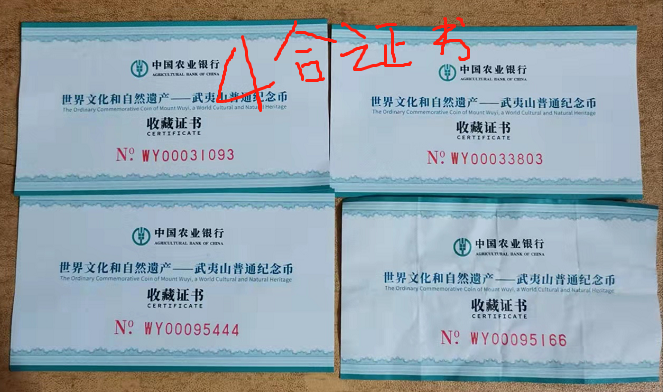 4合证书
中国农业银行
AGRICULTURAL BANK OF CHINA
世界文化和自然遗产——武夷山普通纪念币
The Ordinary Commemorative Coin of Mount Wuyi, a World Cultural and Natural Heritage
收藏证书
CERTIFICATE
№ WY00031093
中国农业银行
AGRICULTURAL BANK OF CHINA
世界文化和自然遗产——武夷山普通纪念币
The Ordinary Commemorative Coin of Mount Wuyi, a World Cultural and Natural Heritage
收藏证书
CERTIFICATE
№ WY00033803
中国农业银行
AGRICULTURAL BANK OF CHINA
世界文化和自然遗产——武夷山普通纪念币
The Ordinary Commemorative Coin of Mount Wuyi, a World Cultural and Natural Heritage
收藏证书
CERTIFICATE
№ WY00095444
中国农业银行
AGRICULTURAL BANK OF CHINA
世界文化和自然遗产——武夷山普通纪念币
The Ordinary Commemorative Coin of Mount Wuyi, a World Cultural and Natural Heritage
收藏证书
CERTIFICATE
№ WY00095166